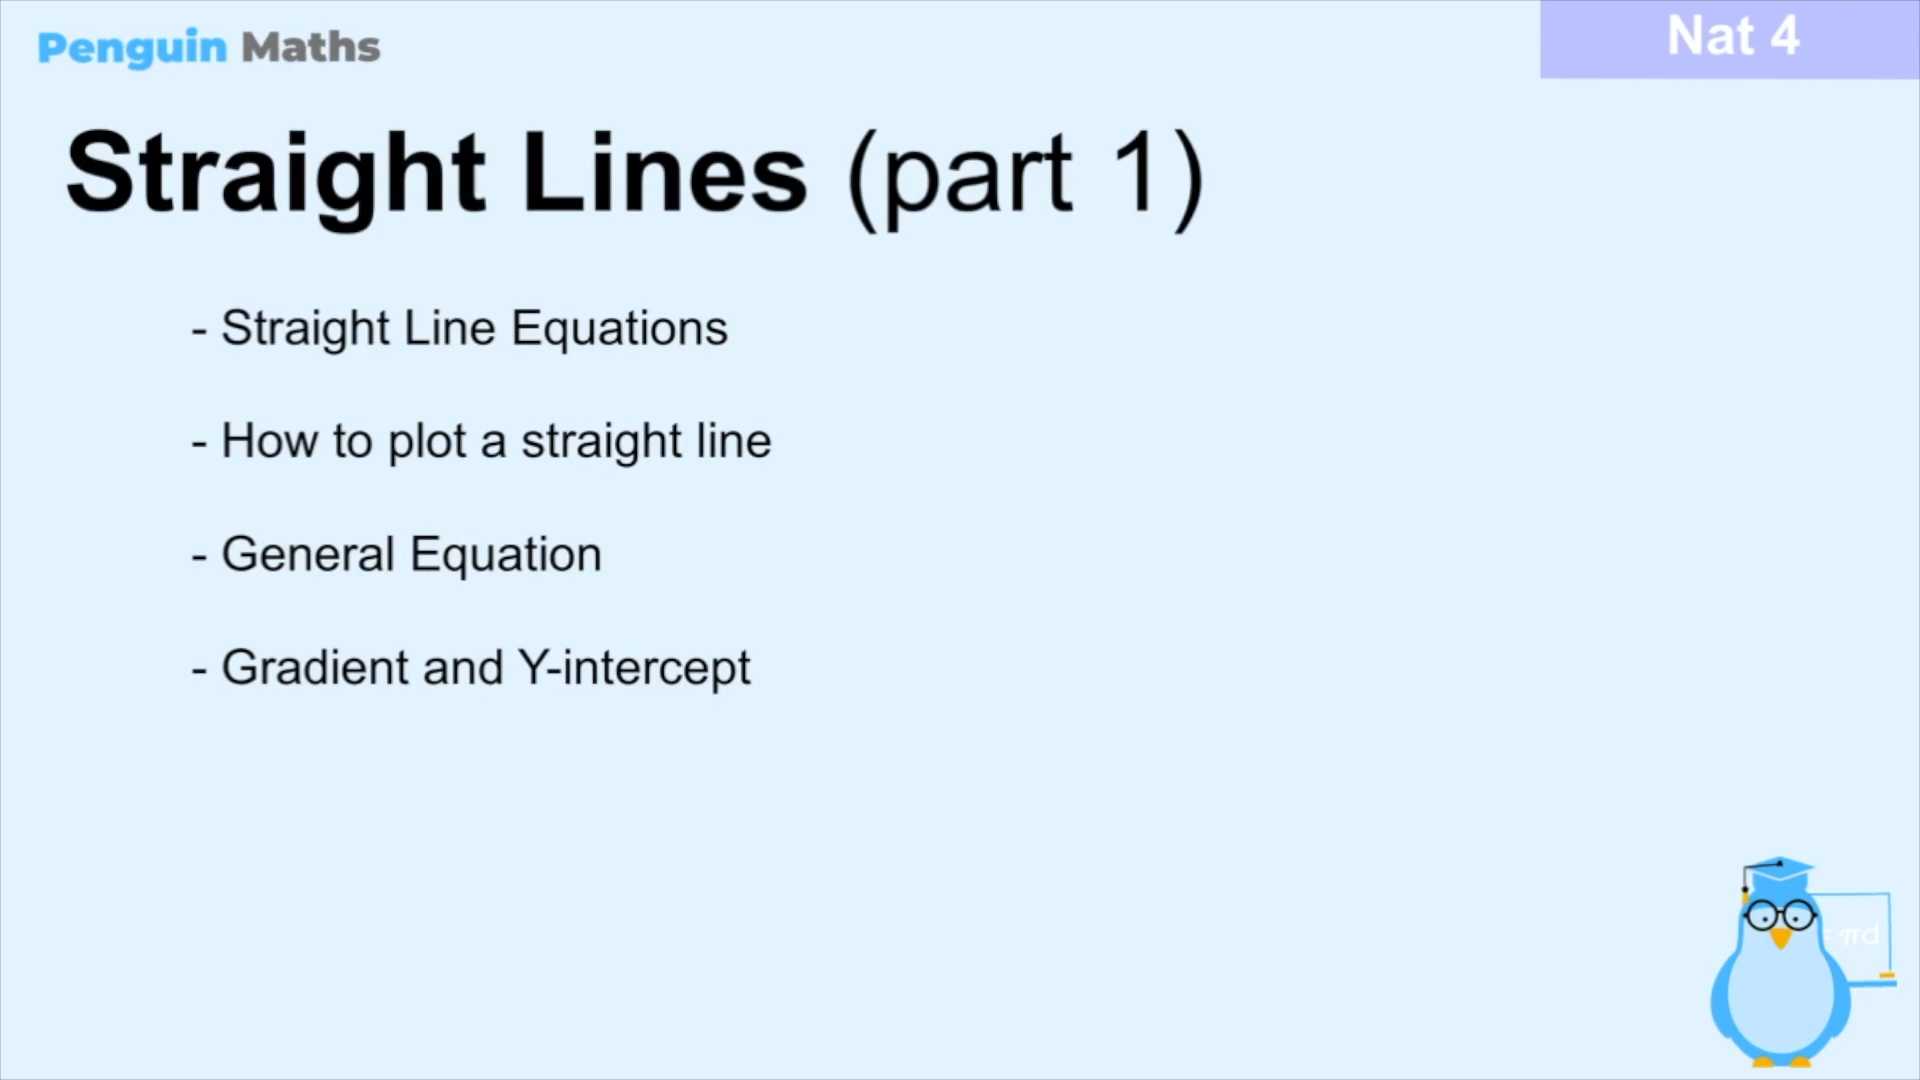 Penguin Maths
Nat 4
Straight Lines (part 1)
- Straight Line Equations
- How to plot a straight line
- General Equation
- Gradient and Y-intercept
= πd